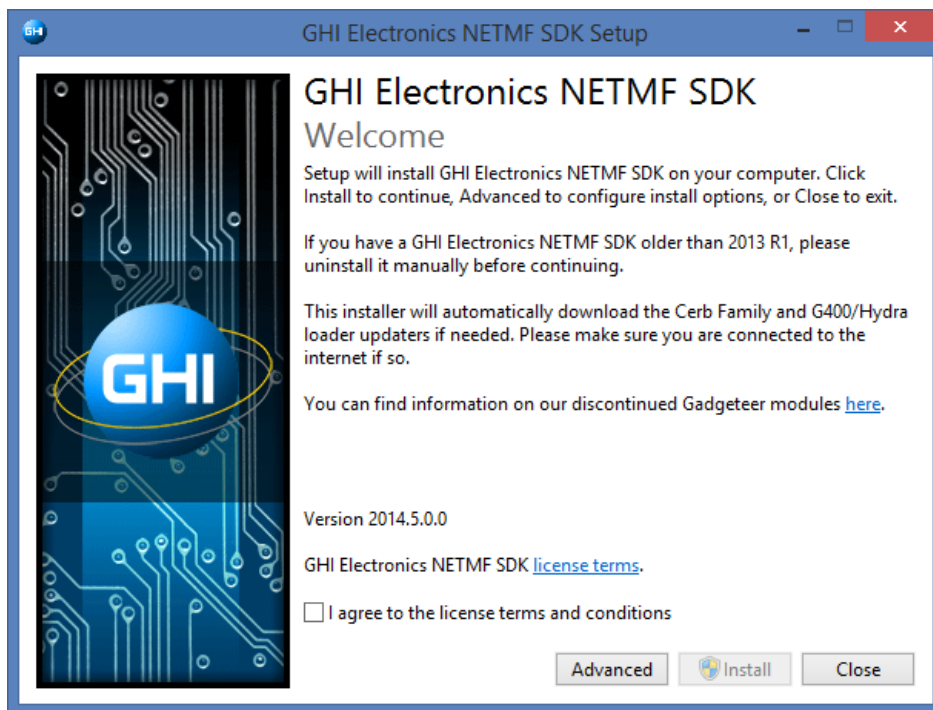 GHI
GHI Electronics NETMF SDK Setup
GHI Electronics NETMF SDK
Welcome
Setup will install GHI Electronics NETMF SDK on your computer. Click
Install to continue, Advanced to configure install options, or Close to exit.
If you have a GHI Electronics NETMF SDK older than 2013 R1, please
uninstall it manually before continuing.
This installer will automatically download the Cerb Family and G400/Hydra
loader updaters if needed. Please make sure you are connected to the
internet if so.
GHI
You can find information on our discontinued Gadgeteer modules here.
Version 2014.5.0.0
GHI Electronics NETMF SDK license terms.
I agree to the license terms and conditions
Advanced
Install
Close